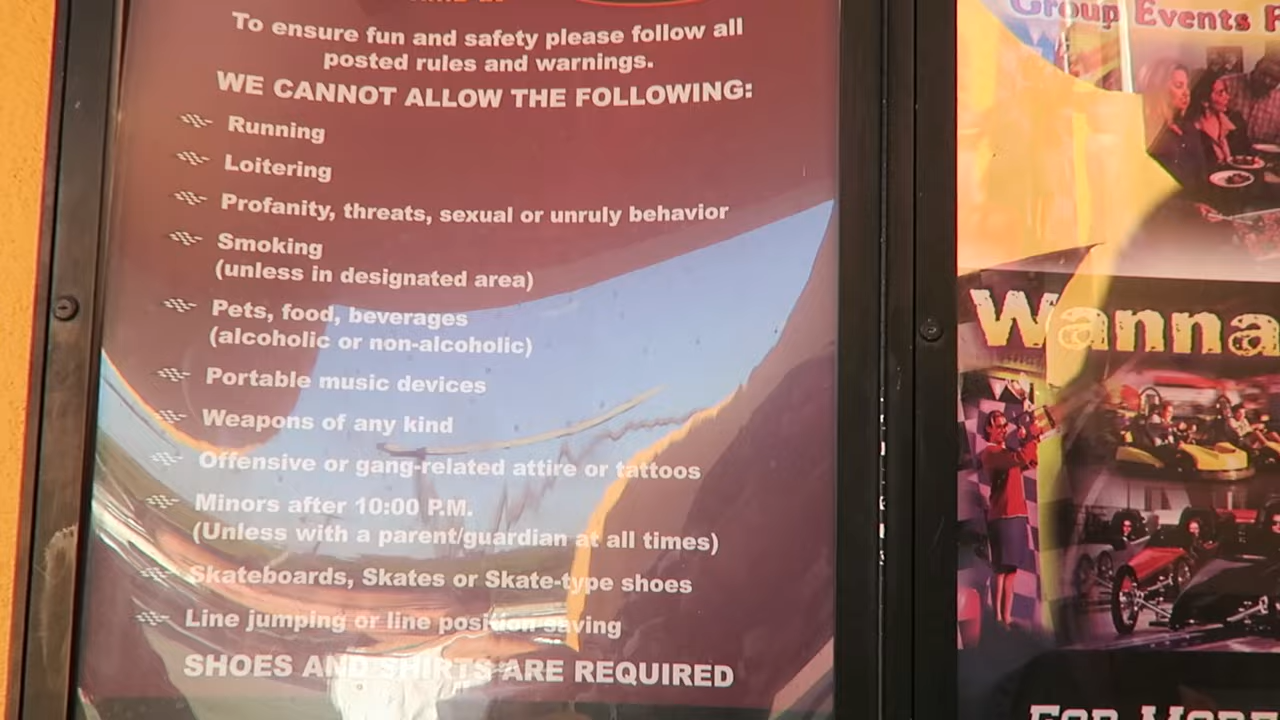 To ensure fun and safety please follow all
posted rules and warnings.
WE CANNOT ALLOW THE FOLLOWING:
Running
Loitering
Profanity, threats, sexual or unruly behavior
Smoking
(unless in designated area)
Pets, food, beverages
(alcoholic or non-alcoholic)
Portable music devices
Weapons of any kind
Offensive or gang-related attire or tattoos
Minors after 10:00 P.M.
(Unless with a parent/guardian at all times)
Skateboards, Skates or Skate-type shoes
Line jumping or line position saving
SHOES AND SHIRTS ARE REQUIRED
Group Events
Wanna
FOR MORE